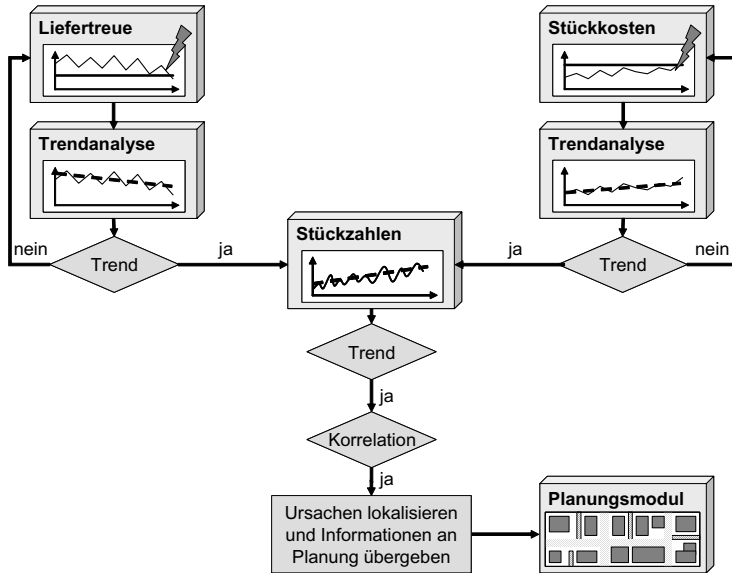 Liefertreue
Stückkosten
Trendanalyse
Trendanalyse
nein
Trend
ja
Stückzahlen
ja
Trend
nein
Trend
ja
Korrelation
ja
Ursachen lokalisieren
und Informationen an
Planung übergeben
Planungsmodul